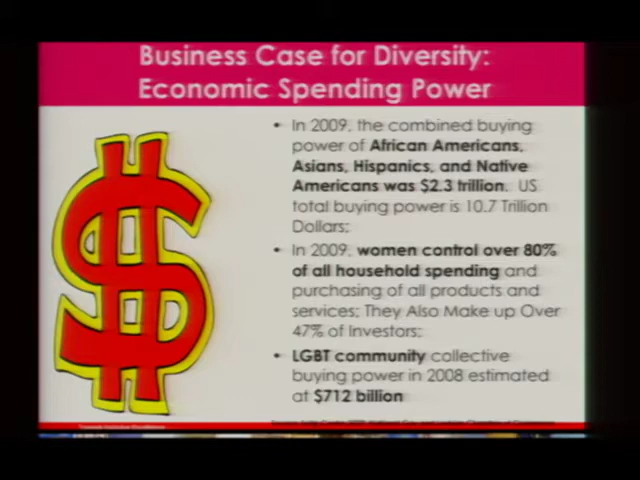 Business Case for Diversity:
Economic Spending Power
• In 2009, the combined buying
power of African Americans,
Asians, Hispanics, and Native
Americans was $2.3 trillion. US
total buying power is 10.7 Trillion
Dollars;
• In 2009, women control over 80%
of all household spending and
purchasing of all products and
services; They Also Make up Over
47% of Investors;
• LGBT community collective
buying power in 2008 estimated
at $712 billion